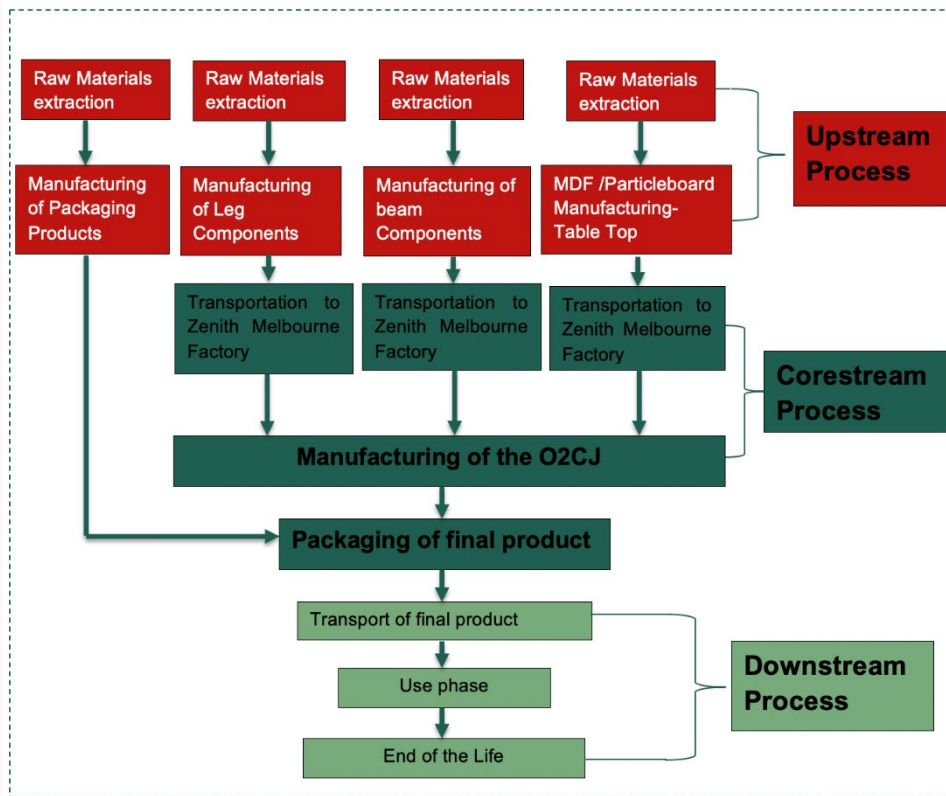 Raw Materials
extraction
Raw Materials
extraction
Raw Materials
extraction
Raw Materials
extraction
Upstream
Process
Manufacturing
of Packaging
Products
Manufacturing
of Leg
Components
Manufacturing of
beam
Components
MDF /Particleboard
Manufacturing-
Table Top
Transportation to
Zenith Melbourne
Factory
Transportation to
Zenith Melbourne
Factory
Transportation to
Zenith Melbourne
Factory
Corestream
Process
Manufacturing of the O2CJ
Packaging of final product
Transport of final product
Use phase
End of the Life
Downstream
Process